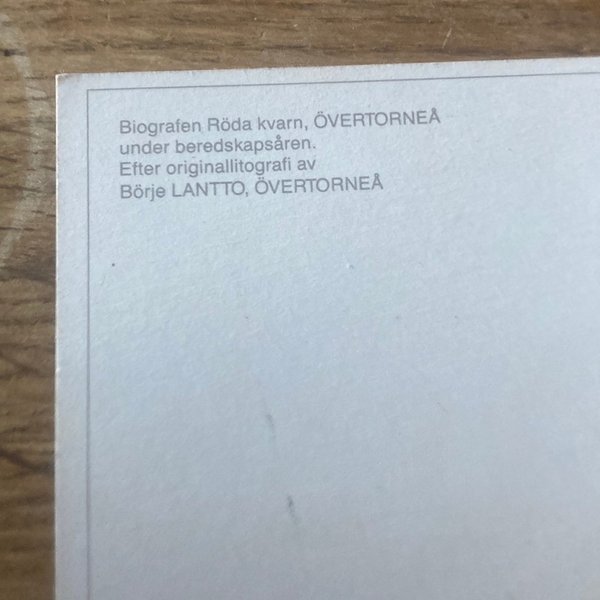 Biografen Röda kvarn, ÖVERTORNEÅ
under beredskapsåren.
Efter originallitografi av
Börje LANTTO, ÖVERTORNEÅ